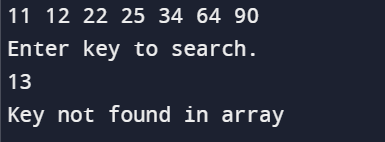 11 12 22 25 34 64 90
Enter key to search.
13
Key not found in array